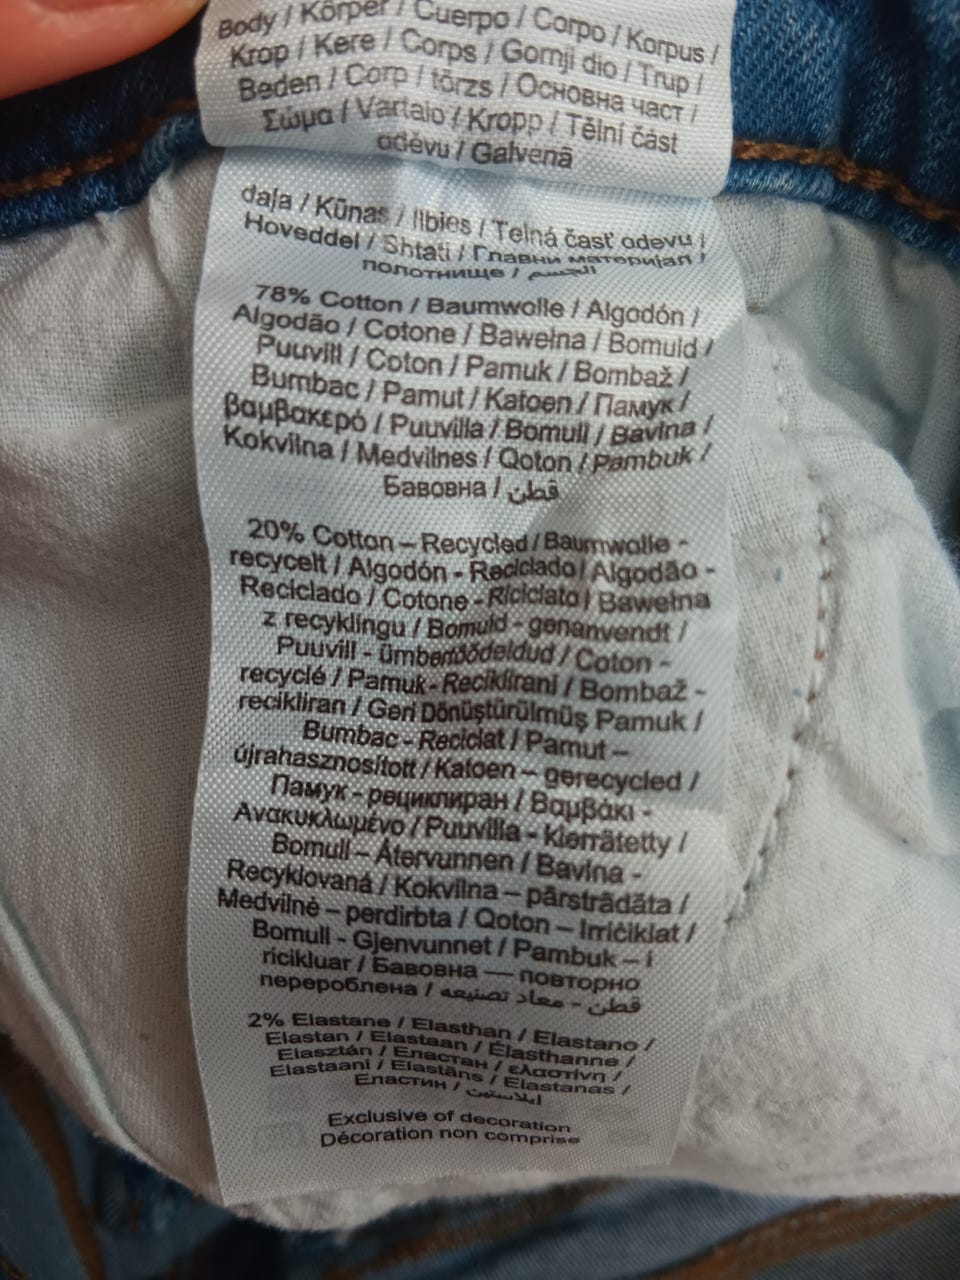 Body / Körper / Cuerpo / Corpo / Korpus /
Krop / Kere / Corps / Gornji dio / Trup /
Beden / Corp / törzs / Основна част /
Σώμα / Vartalo / Kropp / Tělní část
oděvu / Galvenā
daļa / Kūnas / Ilbies / Telná časť odevu /
Hoveddel / Shtati / Главни материјал /
полотнище / الجسم
78% Cotton / Baumwolle / Algodón /
Algodão / Cotone / Bawełna / Bomuld /
Puuvill / Coton / Pamuk / Bombaž /
Bumbac / Pamut / Katoen / Памук /
βαμβακερό / Puuvilla / Bomull / Bavlna /
Kokvilna / Medvilnės / Qoton / Pambuk /
Бавовна / قطن
20% Cotton – Recycled / Baumwolle -
recycelt / Algodón - Reciclado / Algodão -
Reciclado / Cotone - Riciclato / Bawełna
z recyklingu / Bomuld - genanvendt /
Puuvill - ümbertöödeldud / Coton -
recyclé / Pamuk - Reciklirani / Bombaž -
recikliran / Geri Dönüştürülmüş Pamuk /
Bumbac - Reciclat / Pamut –
újrahasznosított / Katoen – gerecycled /
Памук - рециклиран / Βαμβάκι -
Ανακυκλωμένο / Puuvilla - Kierrätetty /
Bomull – Återvunnen / Bavlna -
Recyklovaná / Kokvilna – pārstrādāta /
Medvilnė – perdirbta / Qoton – Irriċiklat /
Bomull - Gjenvunnet / Pambuk – i
ricikluar / Бавовна — повторно
перероблена / قطن - معاد تصنيعه
2% Elastane / Elasthan / Elastano /
Elastan / Elastaan / Élasthanne /
Elasztán / Еластан / ελαστίνη /
Elastaani / Elastāns / Elastanas /
Еластин / ايلاستين
Exclusive of decoration
Décoration non comprise